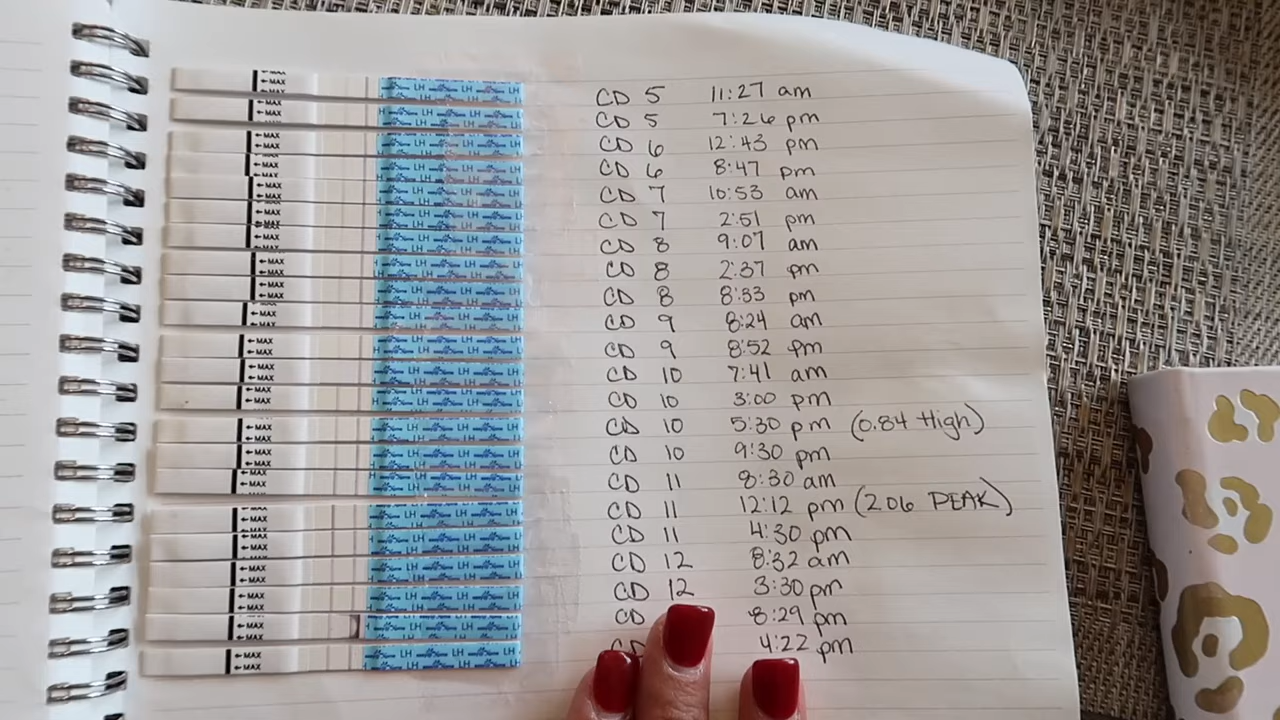 CD 5 11:27 am
CD 5 7:26 pm
CD 6 12:43 pm
CD 6 8:47 pm
CD 7 10:53 am
CD 7 2:51 pm
CD 8 9:07 am
CD 8 2:37 pm
CD 8 8:33 pm
CD 9 8:24 am
CD 9 8:52 pm
CD 10 7:41 am
CD 10 3:00 pm
CD 10 5:30 pm (0.84 High)
CD 10 9:30 pm
CD 11 8:30 am
CD 11 12:12 pm (2.06 PEAK)
CD 11 4:30 pm
CD 12 8:32 am
CD 12 3:30 pm
CD 8:29 pm
4:22 pm
←MAX LH